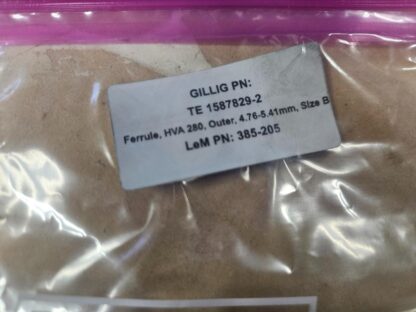 GILLIG PN:
TE 1587829-2
Ferrule, HVA 280, Outer, 4.76-5.41mm, Size B
LeM PN: 385-205